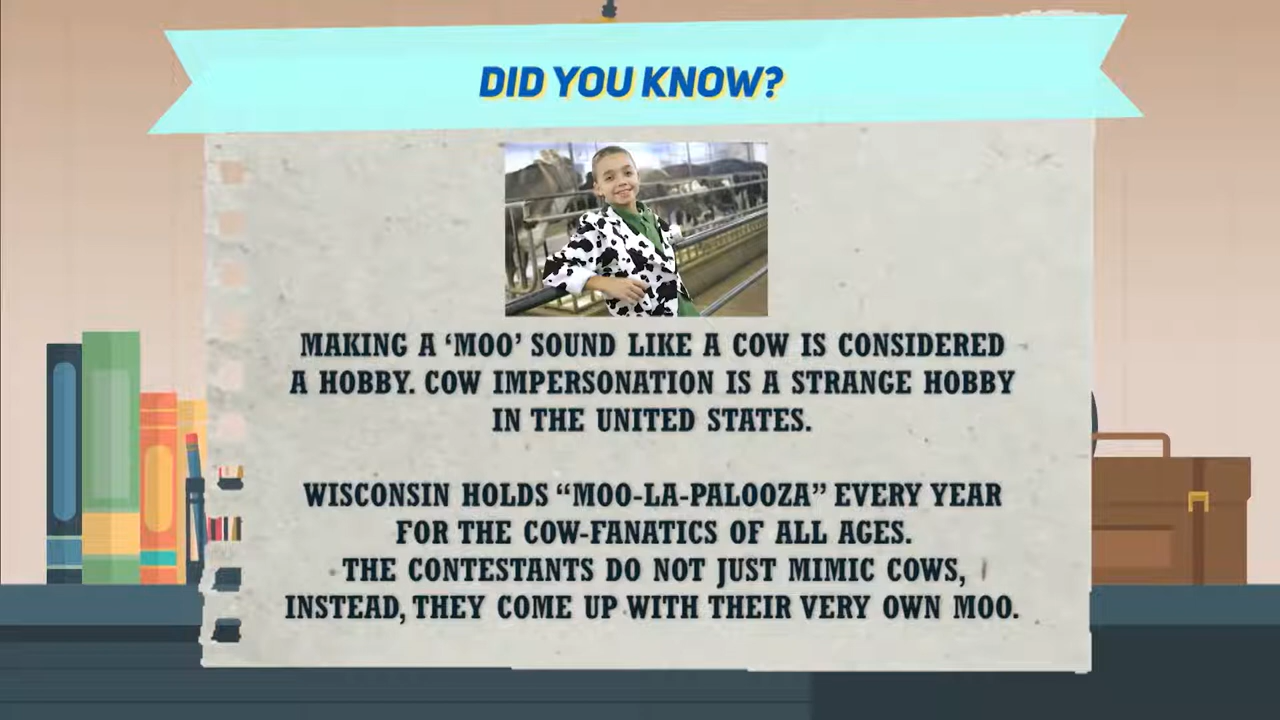 DID YOU KNOW?
MAKING A ‘MOO’ SOUND LIKE A COW IS CONSIDERED
A HOBBY. COW IMPERSONATION IS A STRANGE HOBBY
IN THE UNITED STATES.
WISCONSIN HOLDS “MOO-LA-PALOOZA” EVERY YEAR
FOR THE COW-FANATICS OF ALL AGES.
THE CONTESTANTS DO NOT JUST MIMIC COWS,
INSTEAD, THEY COME UP WITH THEIR VERY OWN MOO.